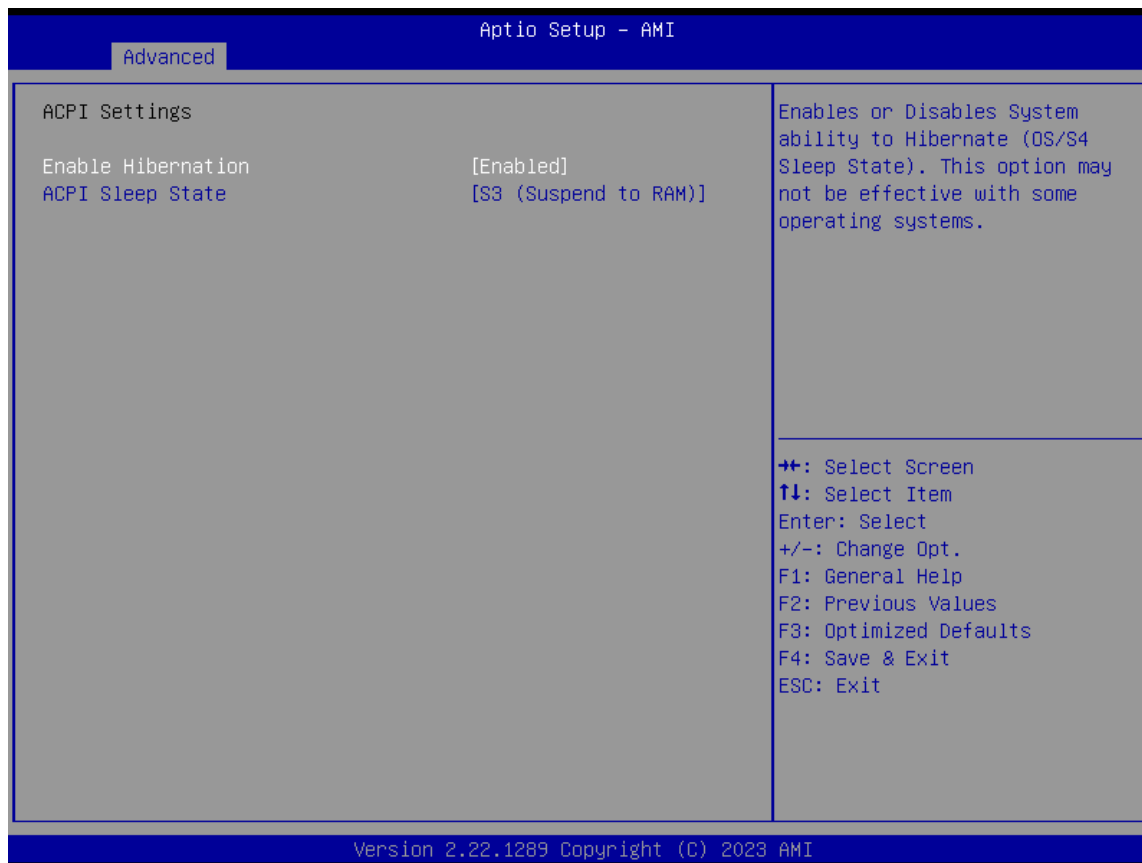 Aptio Setup – AMI
Advanced
ACPI Settings
Enable Hibernation [Enabled]
ACPI Sleep State [S3 (Suspend to RAM)]
Enables or Disables System
ability to Hibernate (OS/S4
Sleep State). This option may
not be effective with some
operating systems.
→←: Select Screen
↑↓: Select Item
Enter: Select
+/-: Change Opt.
F1: General Help
F2: Previous Values
F3: Optimized Defaults
F4: Save & Exit
ESC: Exit
Version 2.22.1289 Copyright (C) 2023 AMI